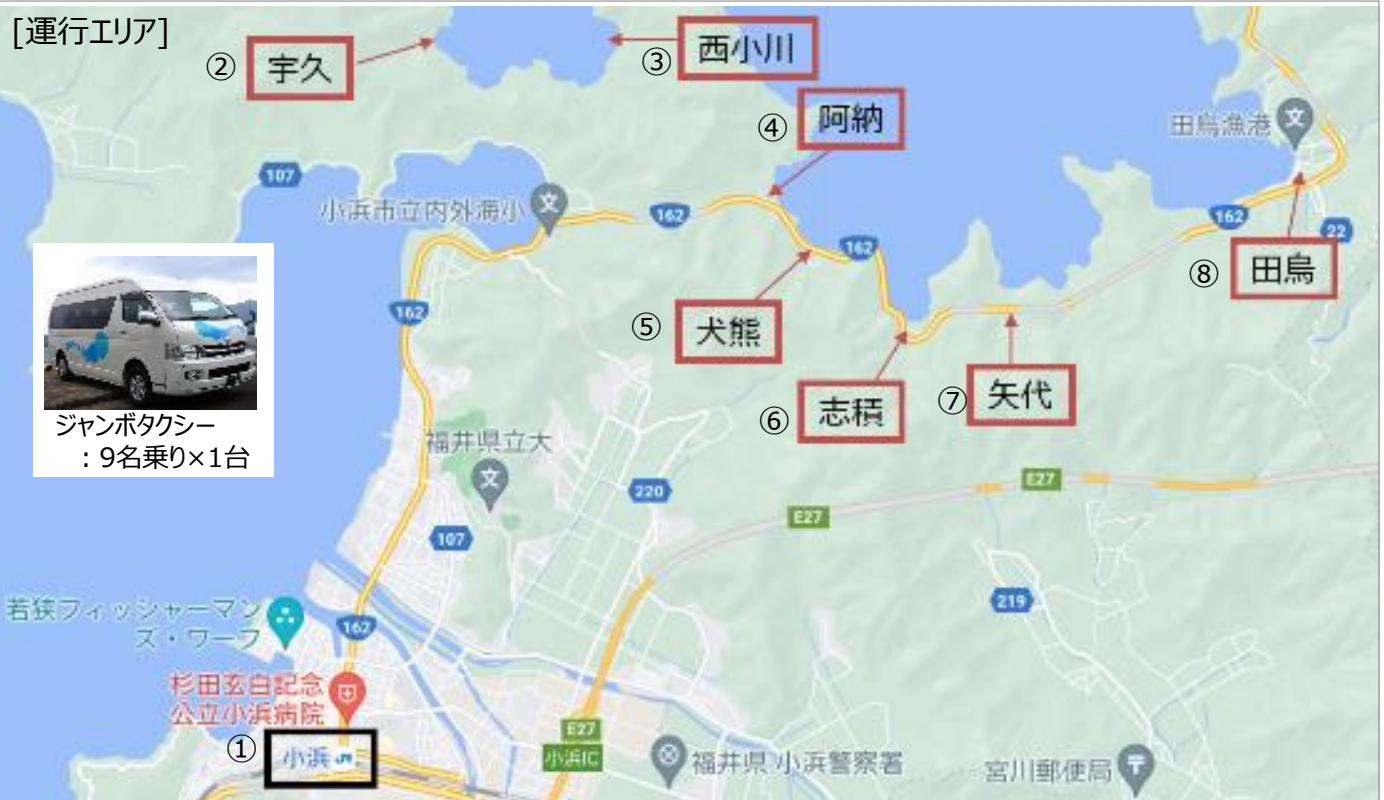 [運行エリア]
② 宇久
③ 西小川
④ 阿納
田烏漁港
107
小浜市立内外海小
162
162
162
22
⑧ 田烏
162
⑤ 犬熊
⑥ 志積
⑦ 矢代
ジャンボタクシー
：9名乗り×1台
福井県立大
220
E27
E27
107
219
若狭フィッシャーマン
ズ・ワーフ
162
杉田玄白記念
公立小浜病院
① 小浜 JR
E27
小浜IC
福井県 小浜警察署
宮川郵便局
文
文
文